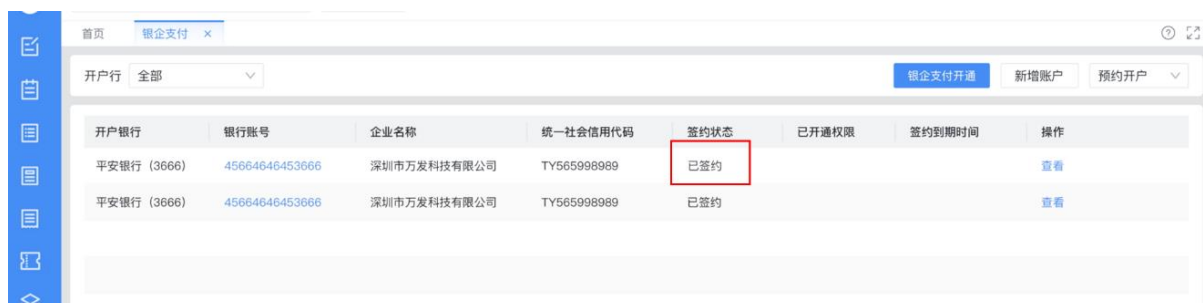 首页 银企支付 ×
开户行 全部 银企支付开通 新增账户 预约开户
开户银行 银行账号 企业名称 统一社会信用代码 签约状态 已开通权限 签约到期时间 操作
平安银行（3666） 45664646453666 深圳市万发科技有限公司 TY565998989 已签约 查看
平安银行（3666） 45664646453666 深圳市万发科技有限公司 TY565998989 已签约 查看